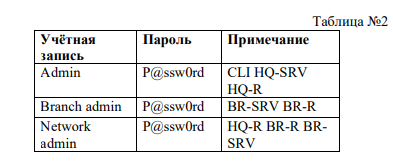 Таблица №2
Учётная запись Пароль Примечание
Admin P@ssw0rd CLI HQ-SRV
HQ-R
Branch admin P@ssw0rd BR-SRV BR-R
Network P@ssw0rd HQ-R BR-R BR-
admin SRV